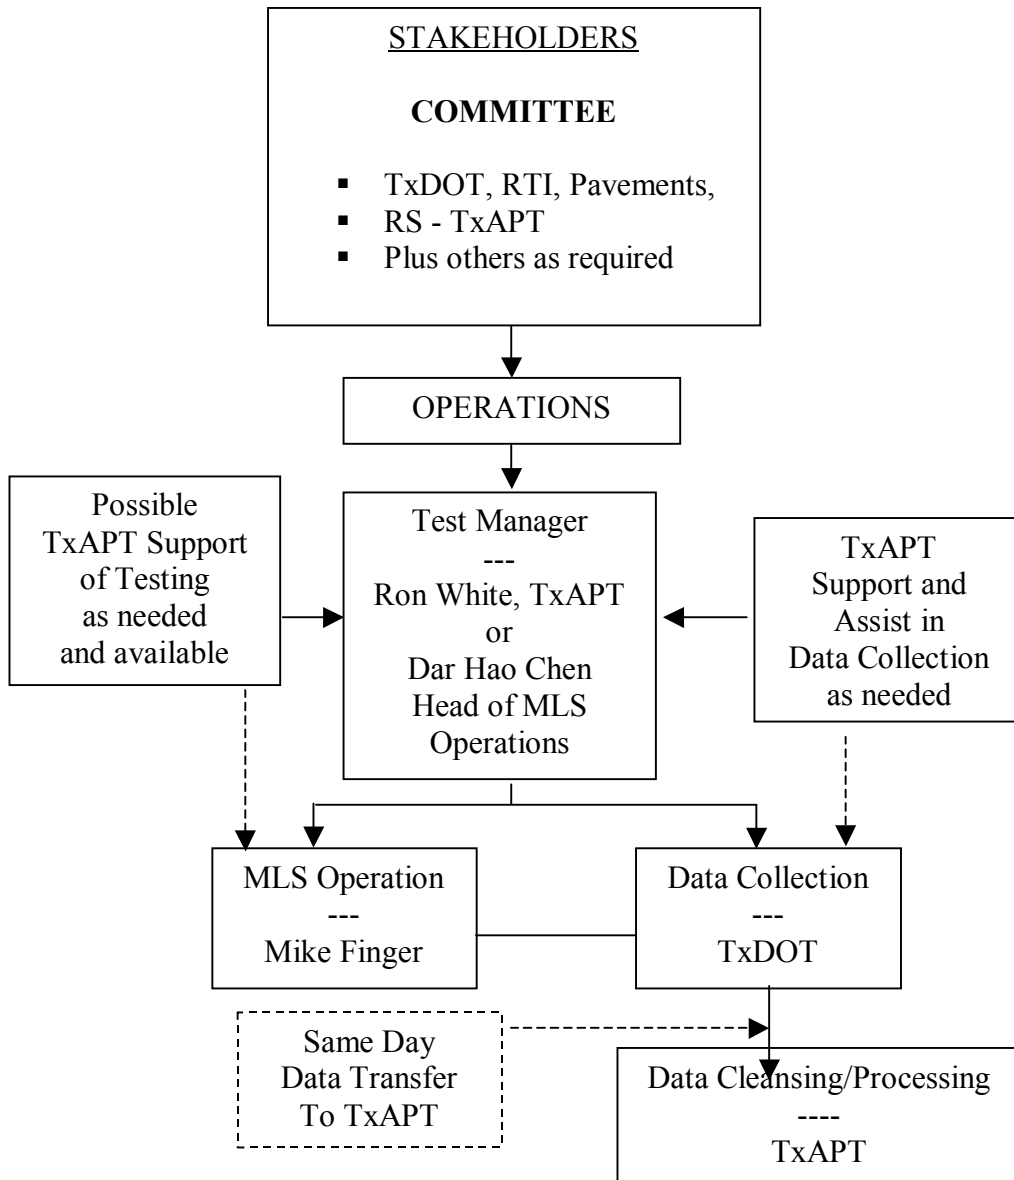 STAKEHOLDERS
COMMITTEE
▪ TxDOT, RTI, Pavements,
▪ RS - TxAPT
▪ Plus others as required
OPERATIONS
Possible
TxAPT Support
of Testing
as needed
and available
Test Manager
---
Ron White, TxAPT
or
Dar Hao Chen
Head of MLS
Operations
TxAPT
Support and
Assist in
Data Collection
as needed
MLS Operation
---
Mike Finger
Data Collection
---
TxDOT
Same Day
Data Transfer
To TxAPT
Data Cleansing/Processing
----
TxAPT